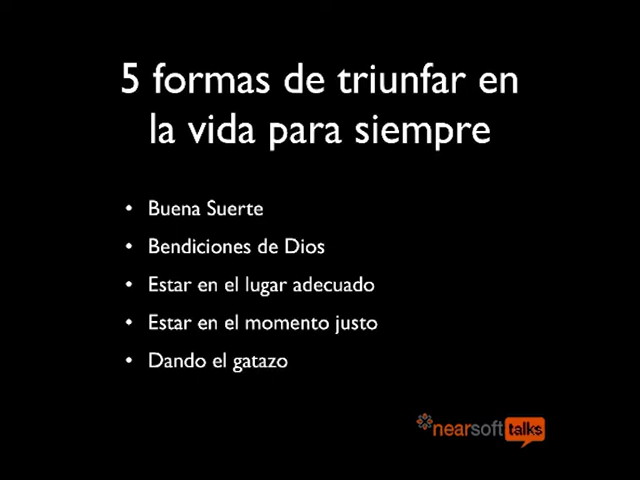 5 formas de triunfar en
la vida para siempre
• Buena Suerte
• Bendiciones de Dios
• Estar en el lugar adecuado
• Estar en el momento justo
• Dando el gatazo
nearsoft talks